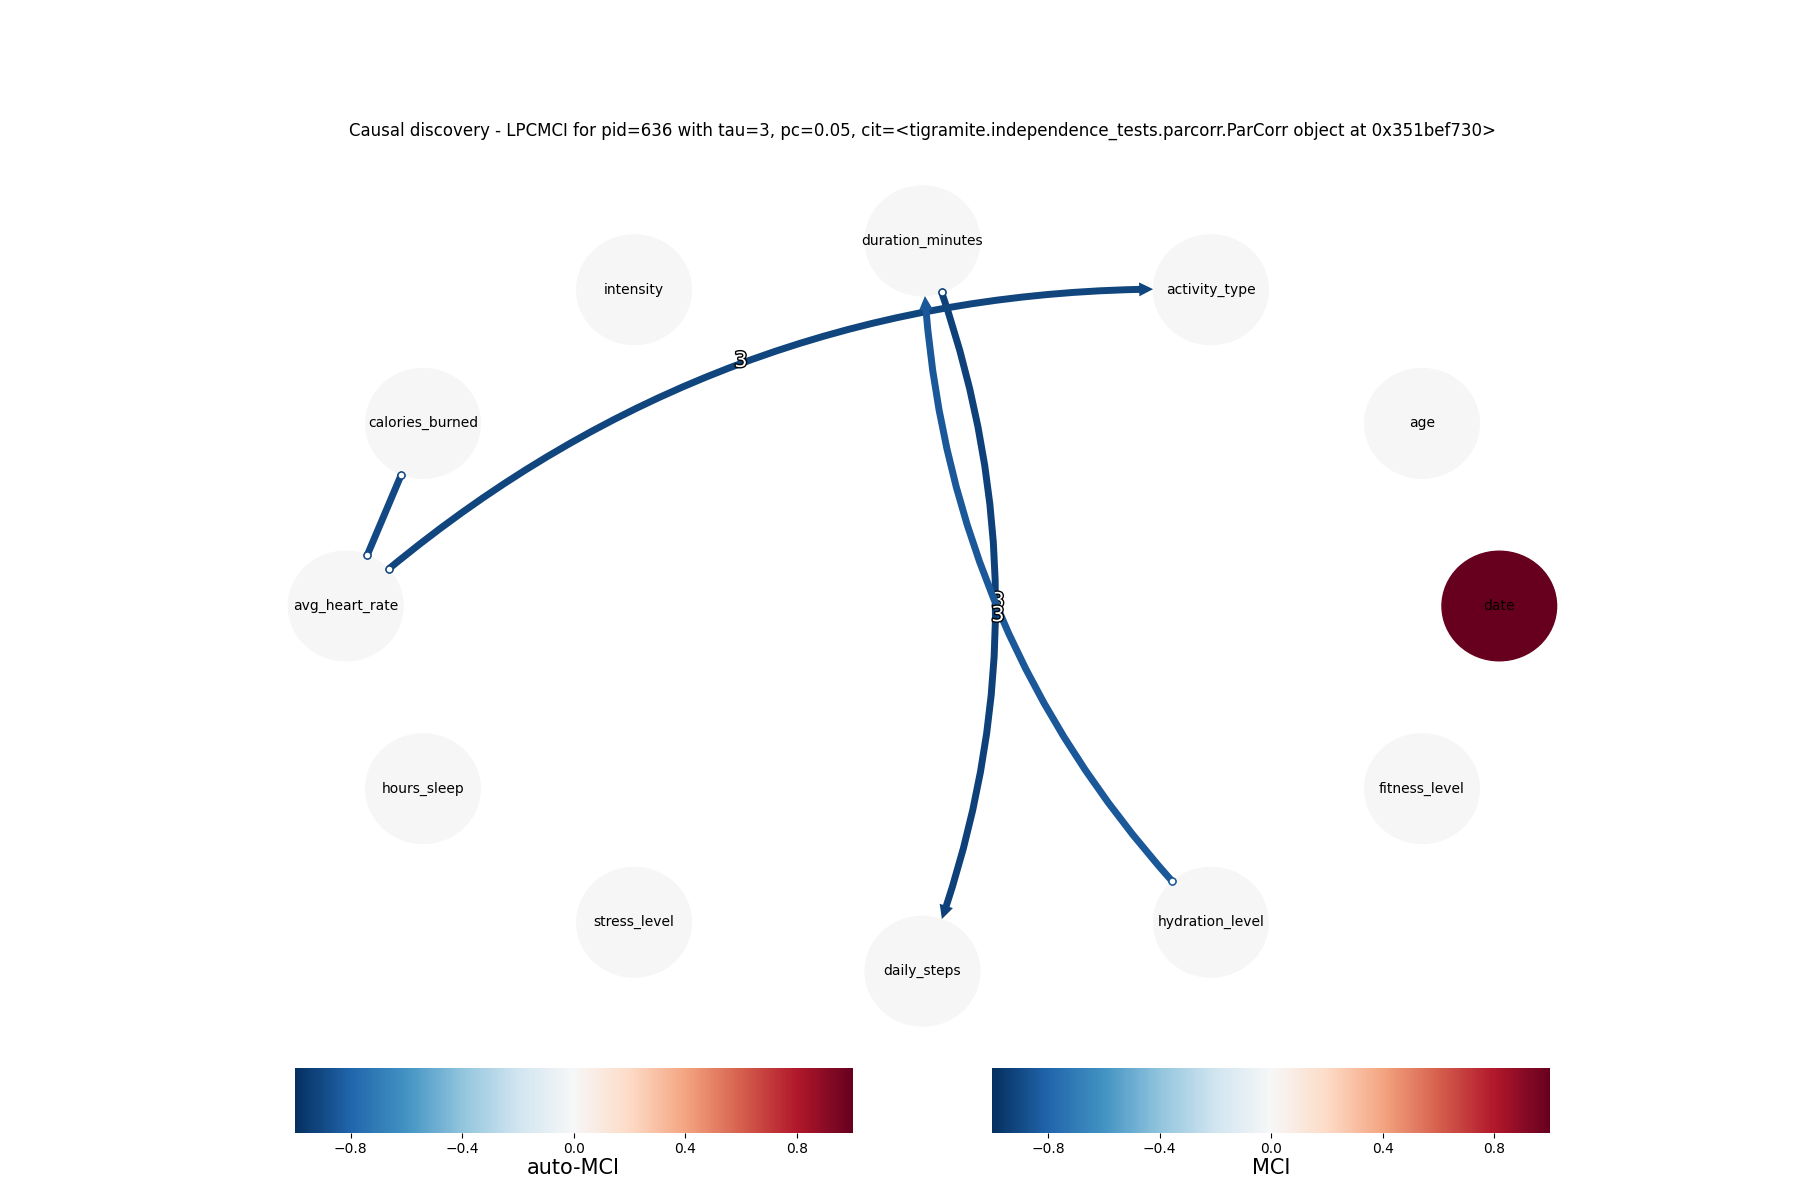 Causal discovery - LPCMCI for pid=636 with tau=3, pc=0.05, cit=<tigramite.independence_tests.parcorr.ParCorr object at 0x351bef730>
duration_minutes
intensity
activity_type
3
calories_burned
age
3
3
avg_heart_rate
date
hours_sleep
fitness_level
stress_level
hydration_level
daily_steps
−0.8 −0.4 0.0 0.4 0.8
auto-MCI
−0.8 −0.4 0.0 0.4 0.8
MCI